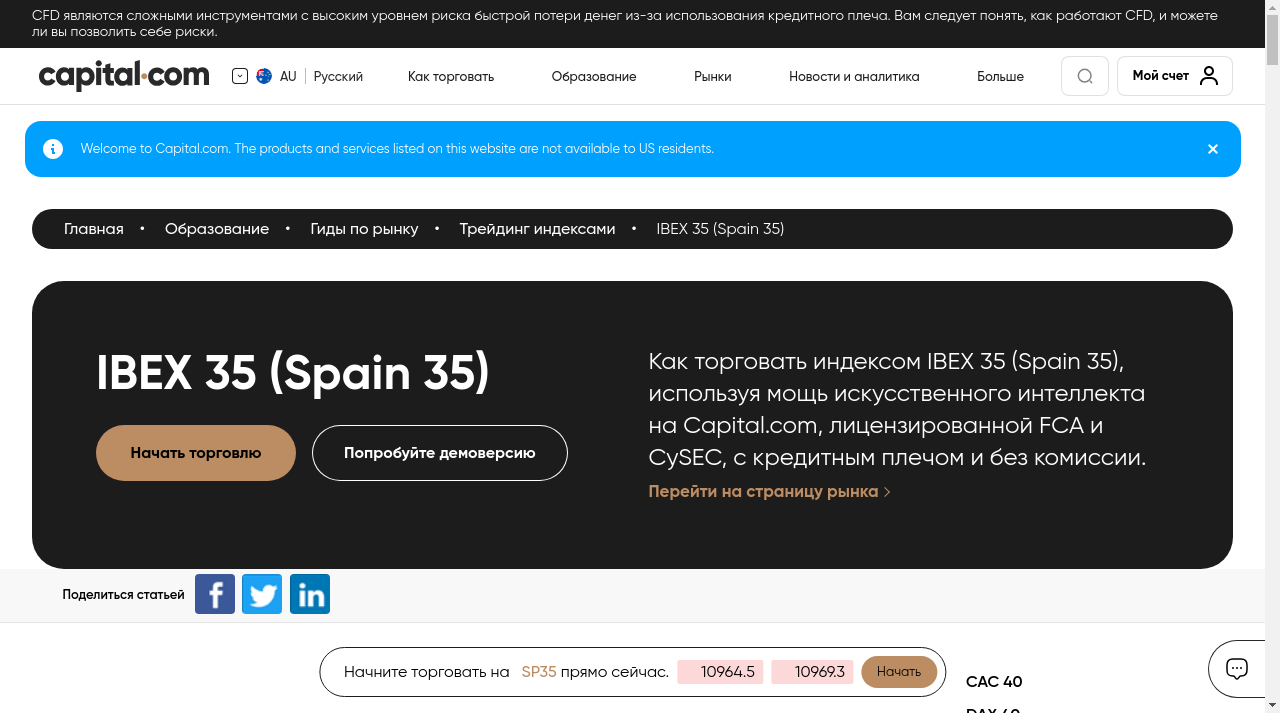 CFD являются сложными инструментами с высоким уровнем риска быстрой потери денег из-за использования кредитного плеча. Вам следует понять, как работают CFD, и можете
ли вы позволить себе риски.
capital.com AU Русский Как торговать Образование Рынки Новости и аналитика Больше Мой счет
Welcome to Capital.com. The products and services listed on this website are not available to US residents.
Главная • Образование • Гиды по рынку • Трейдинг индексами • IBEX 35 (Spain 35)
IBEX 35 (Spain 35)
Начать торговлю Попробуйте демоверсию
Как торговать индексом IBEX 35 (Spain 35),
используя мощь искусственного интеллекта
на Capital.com, лицензированной FCA и
CySEC, с кредитным плечом и без комиссии.
Перейти на страницу рынка
Поделиться статьей
Начните торговать на SP35 прямо сейчас. 10964.5 10969.3 Начать
CAC 40
DAX 40